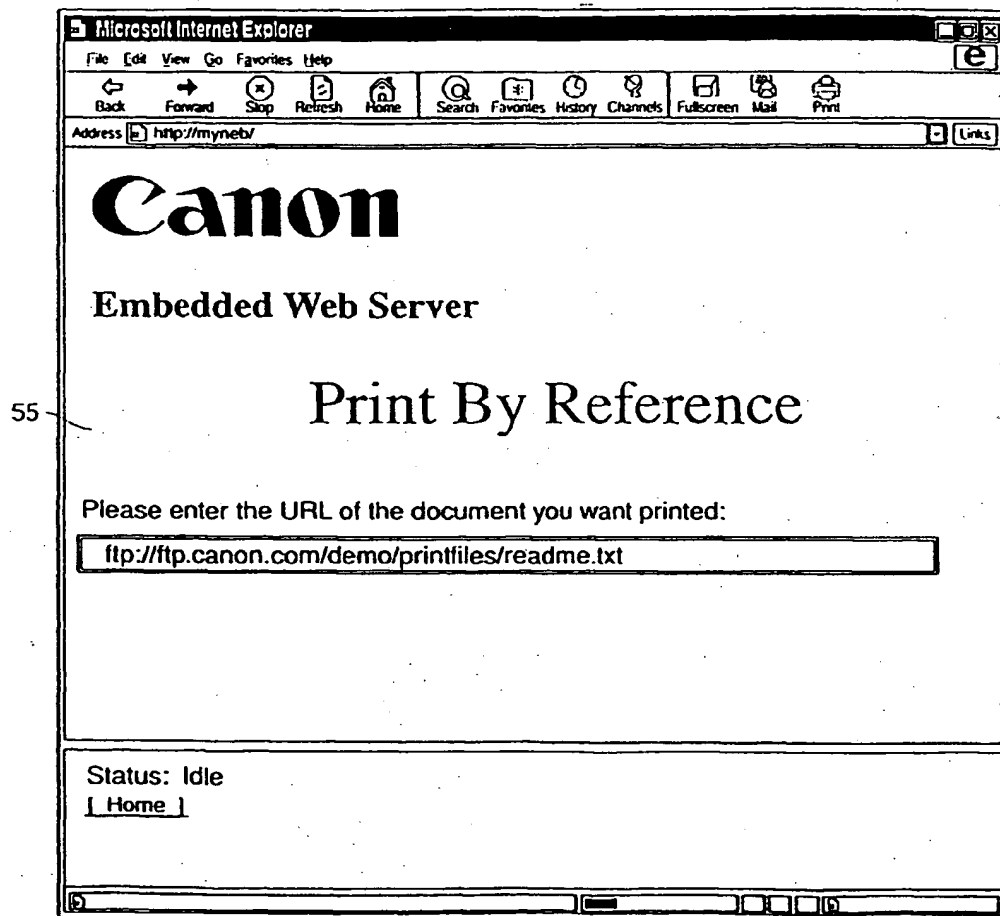 Microsoft Internet Explorer
File Edit View Go Favorites Help
Back Forward Stop Refresh Home Search Favorites History Channels Fullscreen Mail Print
Address http://myneb/ Links
Canon
Embedded Web Server
Print By Reference
55
Please enter the URL of the document you want printed:
ftp://ftp.canon.com/demo/printfiles/readme.txt
Status: Idle
[ Home ]